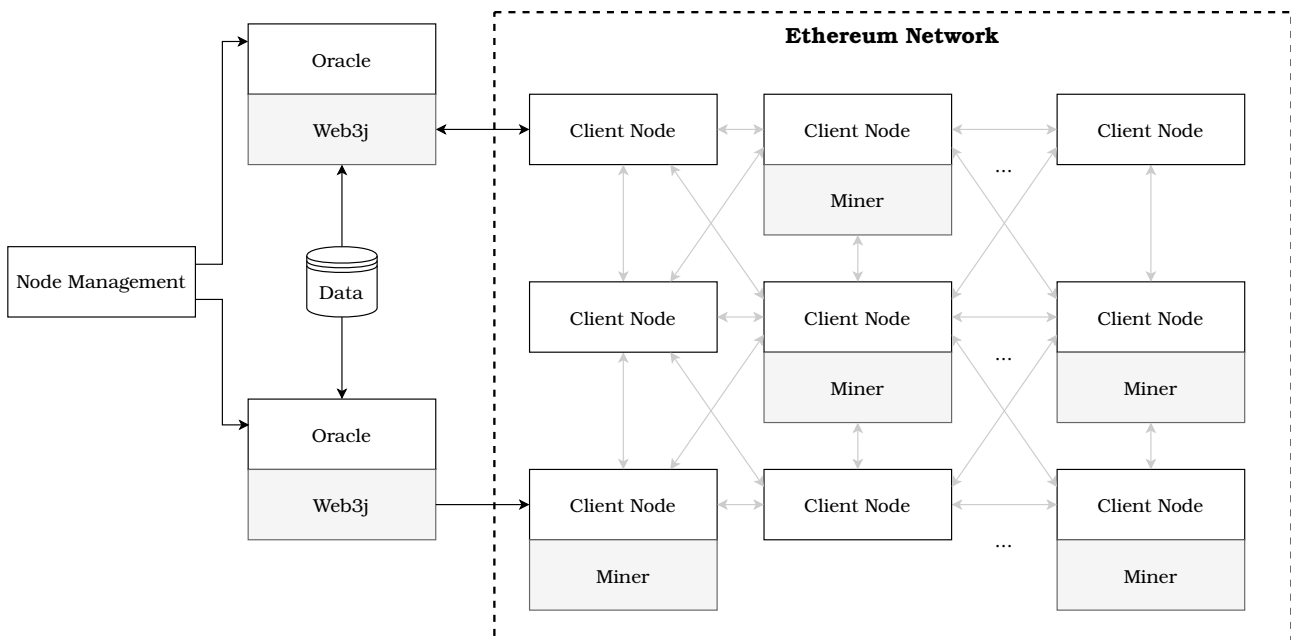 Ethereum Network
Oracle
Web3j
Client Node
Client Node
Client Node
...
Miner
Node Management
Data
Client Node
Client Node
Client Node
...
Miner
Miner
Oracle
Web3j
Client Node
Client Node
Client Node
...
Miner
Miner